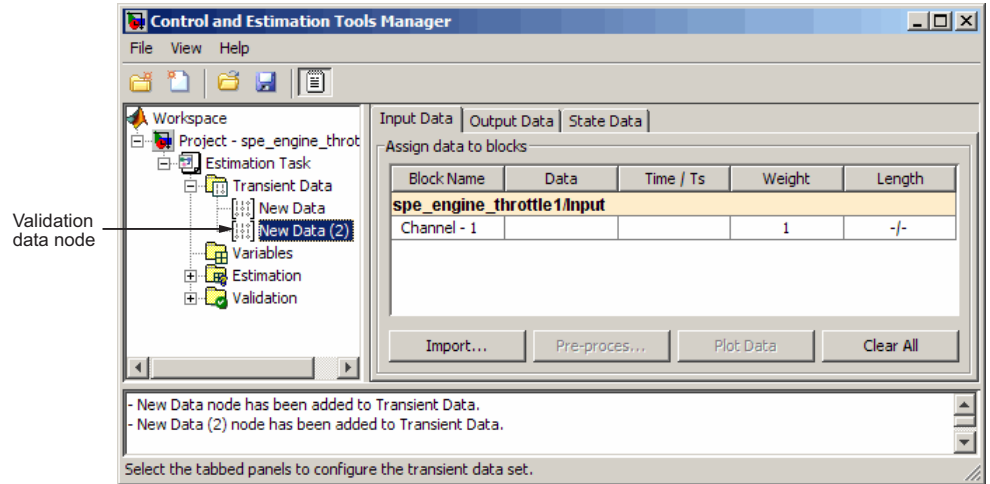 Control and Estimation Tools Manager
File View Help
Workspace
Project - spe_engine_throt
Estimation Task
Transient Data
New Data
New Data (2)
Variables
Estimation
Validation
Validation
data node
Input Data Output Data State Data
Assign data to blocks
Block Name Data Time / Ts Weight Length
spe_engine_throttle1/Input
Channel - 1 1 -/-
Import... Pre-proces... Plot Data Clear All
- New Data node has been added to Transient Data.
- New Data (2) node has been added to Transient Data.
Select the tabbed panels to configure the transient data set.